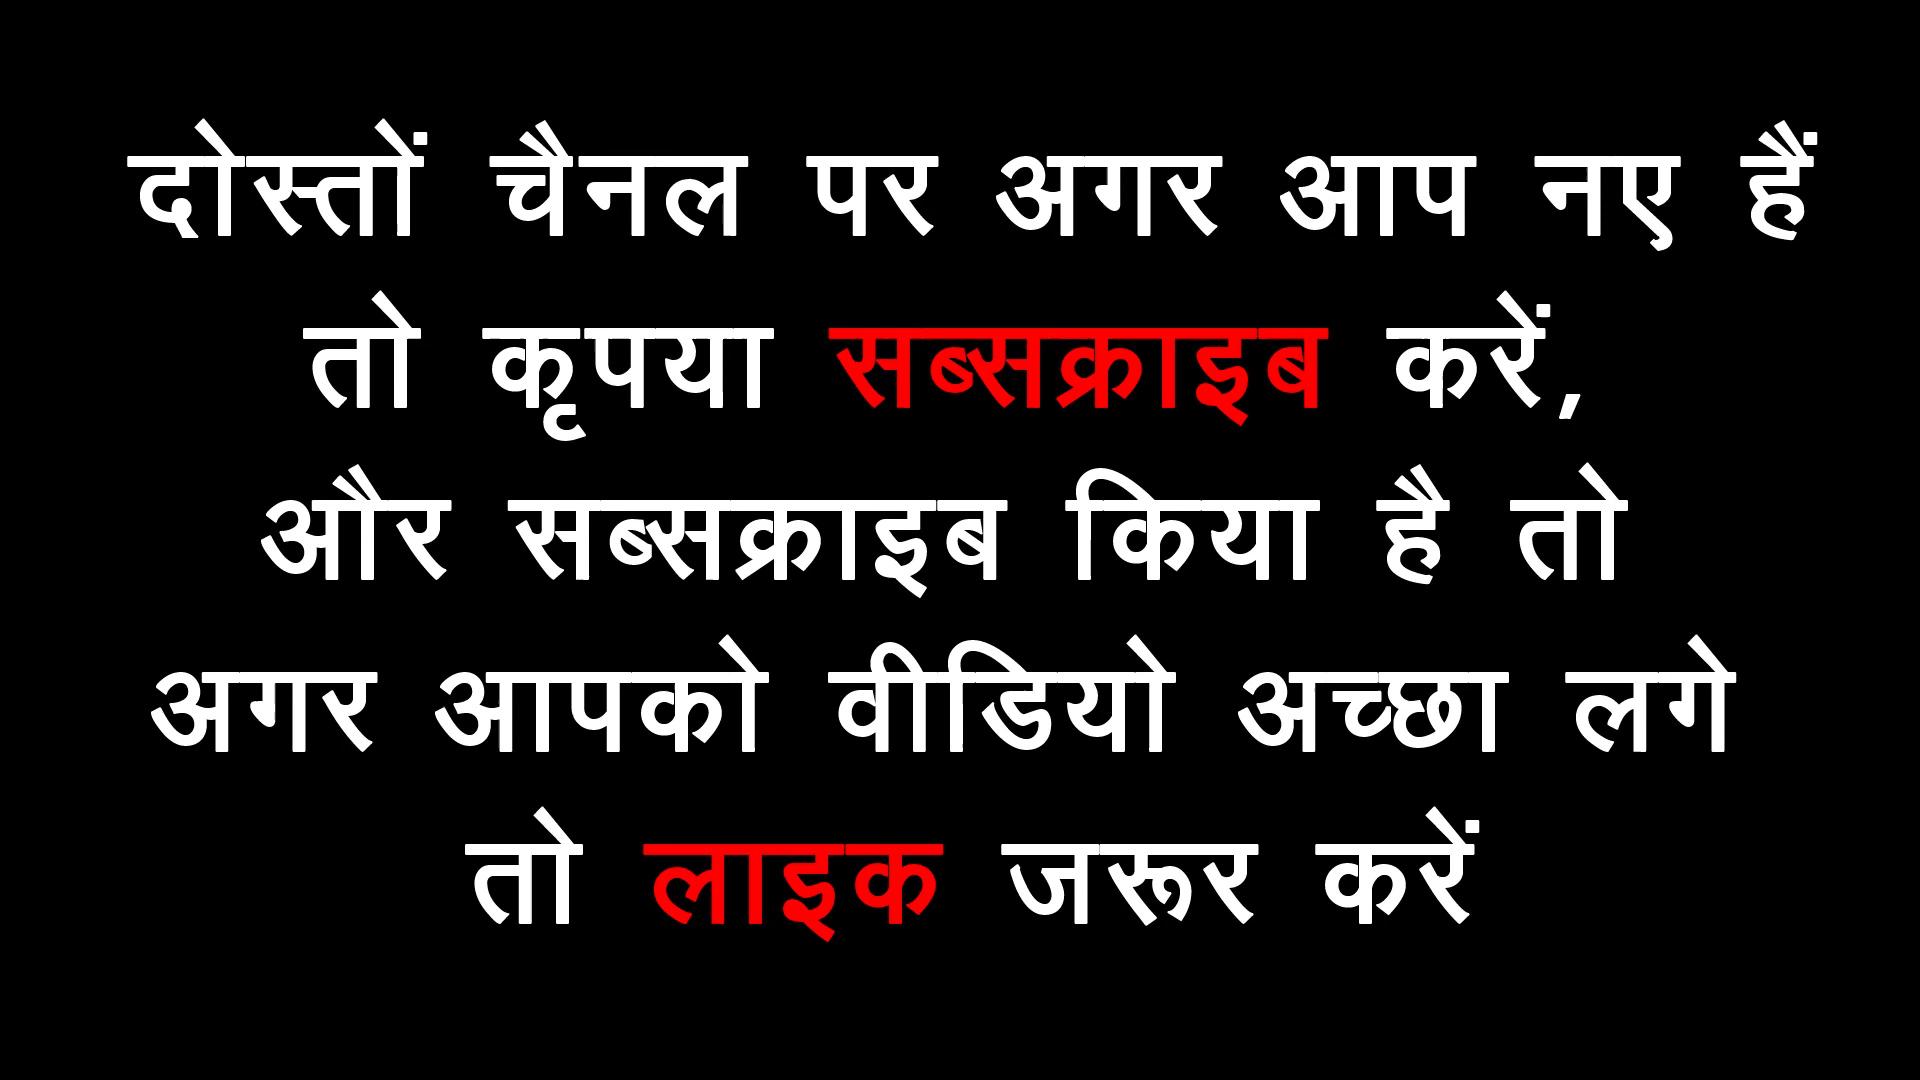 दोस्तों चैनल पर अगर आप नए हैं
तो कृपया सब्सक्राइब करें,
और सब्सक्राइब किया है तो
अगर आपको वीडियो अच्छा लगे
तो लाइक जरूर करें